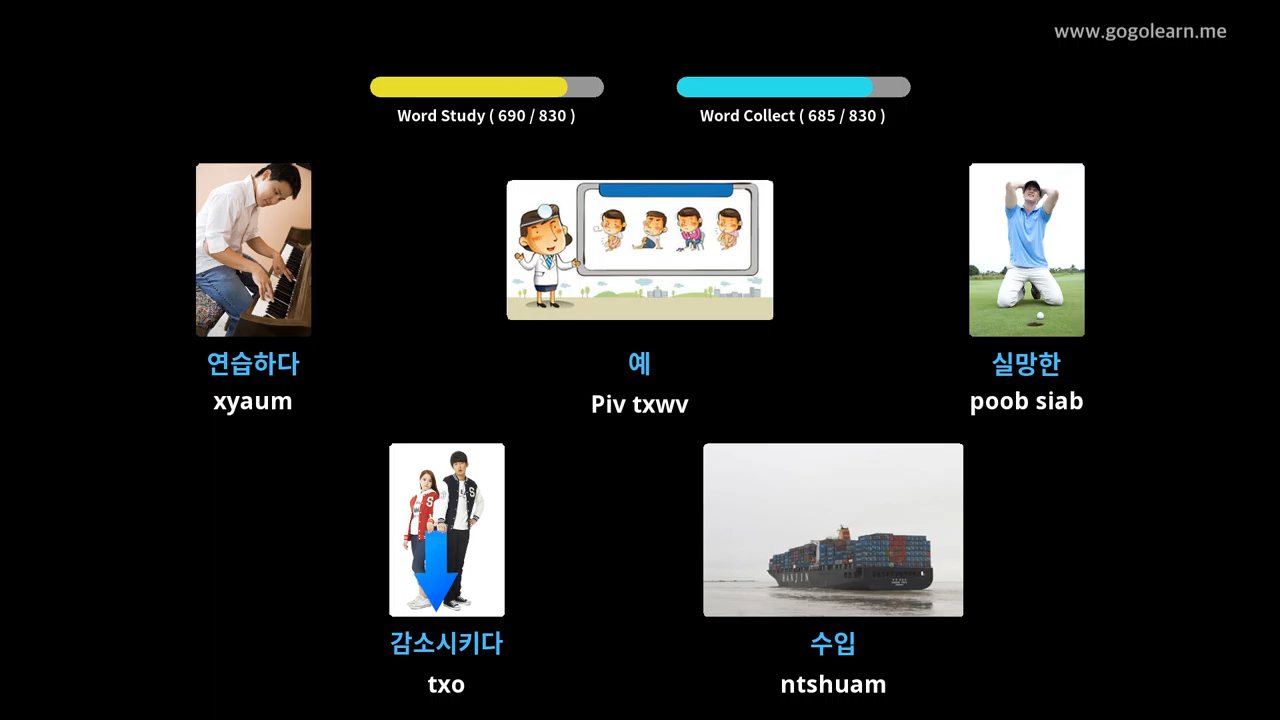 www.gogolearn.me
Word Study ( 690 / 830 )
Word Collect ( 685 / 830 )
연습하다
xyaum
예
Piv txwv
실망한
poob siab
감소시키다
txo
수입
ntshuam
HANJIN
S
S